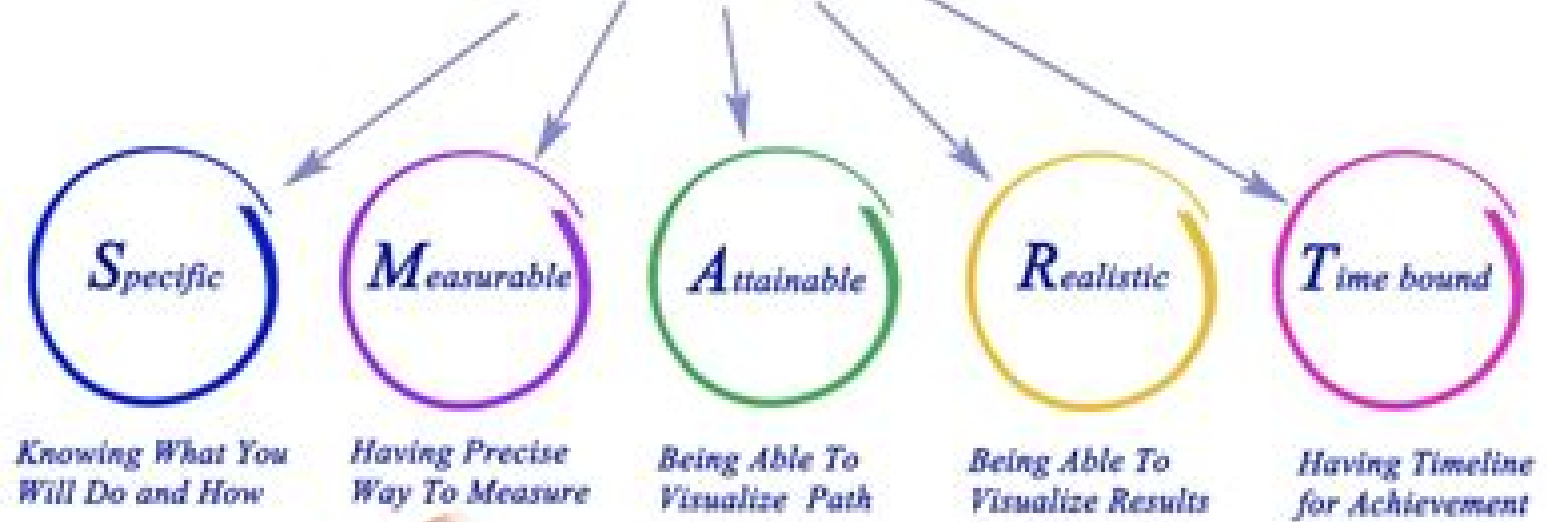 Specific
Measurable
Attainable
Realistic
Time bound
Knowing What You
Will Do and How
Having Precise
Way To Measure
Being Able To
Visualize Path
Being Able To
Visualize Results
Having Timeline
for Achievement